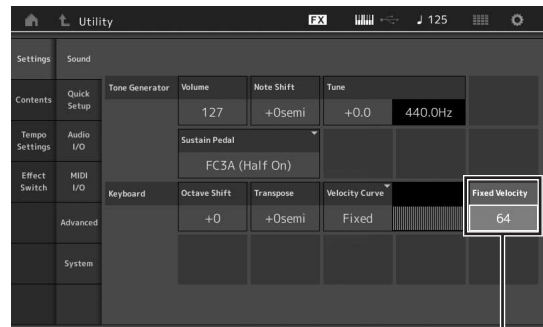 Utility
FX
♩ 125
Settings
Sound
Contents
Quick
Setup
Tone Generator
Volume
127
Note Shift
+0semi
Tune
+0.0
440.0Hz
Tempo
Settings
Audio
I/O
Sustain Pedal
FC3A (Half On)
Effect
Switch
MIDI
I/O
Keyboard
Octave Shift
+0
Transpose
+0semi
Velocity Curve
Fixed
Fixed Velocity
64
Advanced
System